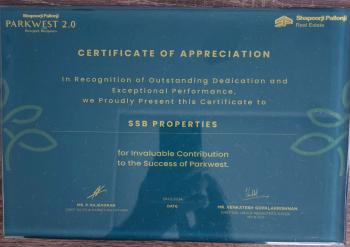 Shapoorji Pallonji
PARKWEST 2.0
Shapoorji Pallonji
Real Estate
CERTIFICATE OF APPRECIATION
In Recognition of Outstanding Dedication and
Exceptional Performance,
we Proudly Present this Certificate to
SSB PROPERTIES
for Invaluable Contribution
to the Success of Parkwest.
DATE
MR. VENKATESH GOPALAKRISHNAN